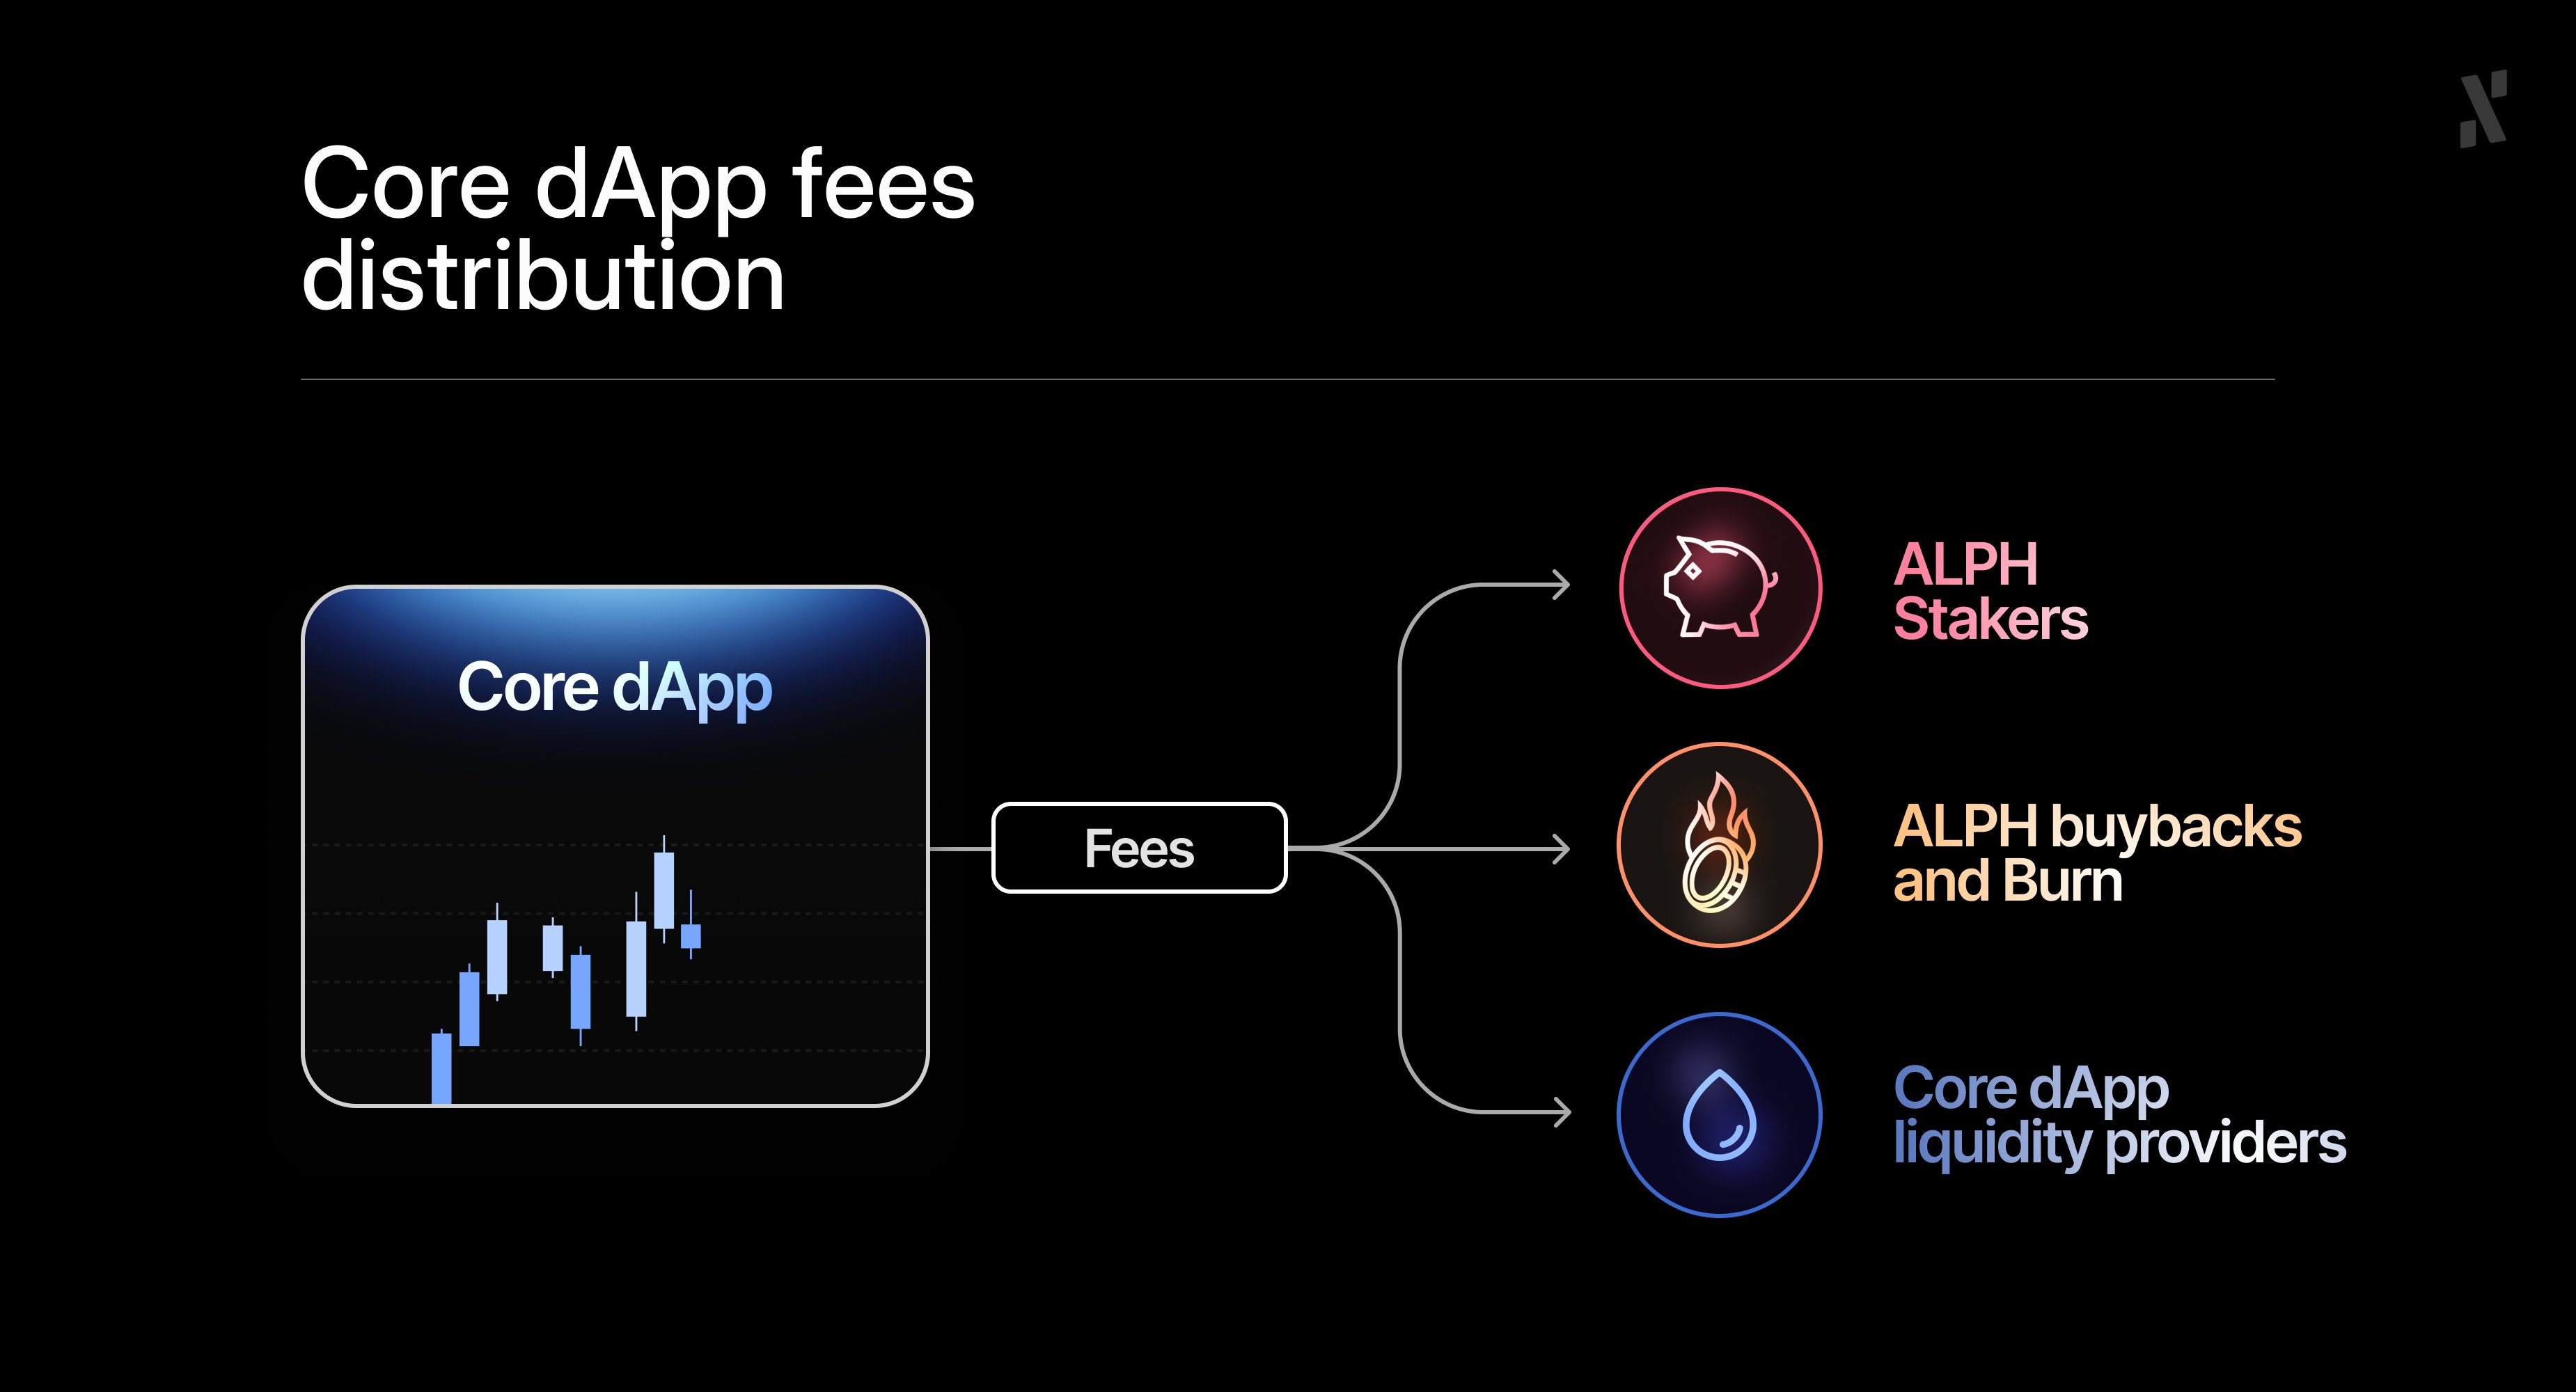 Core dApp fees
distribution
Core dApp
Fees
ALPH
Stakers
ALPH buybacks
and Burn
Core dApp
liquidity providers